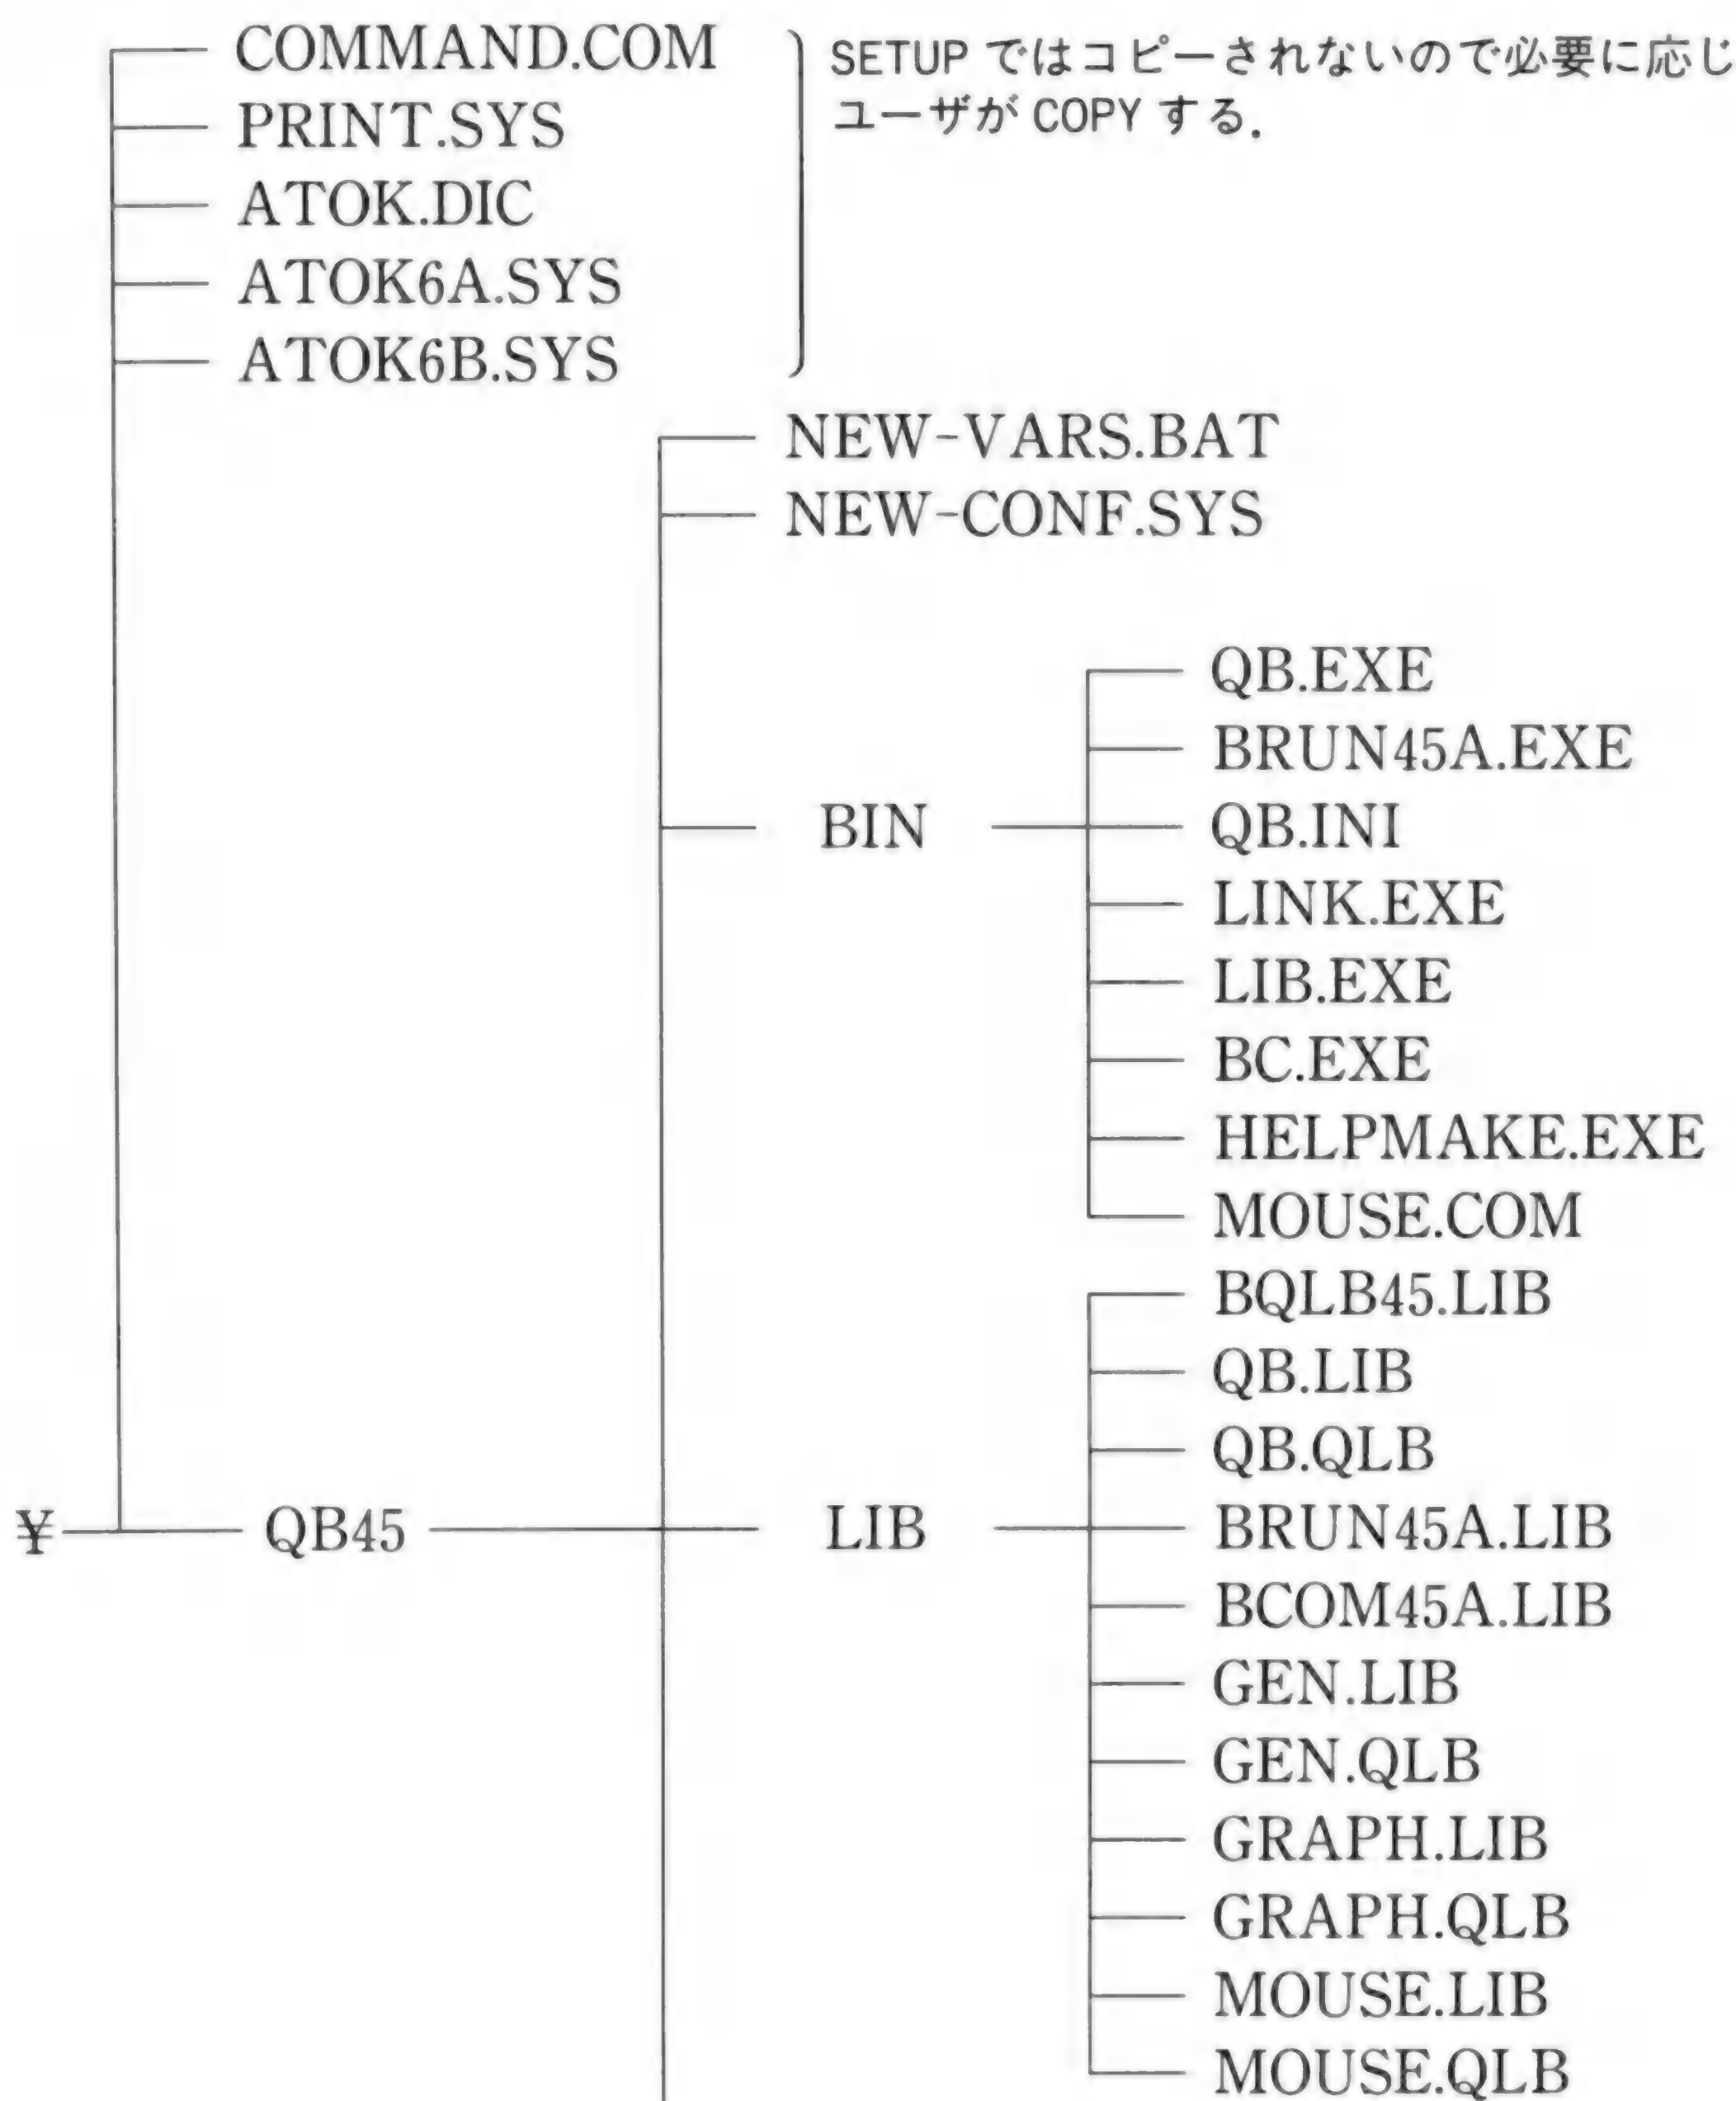 COMMAND.COM
PRINT.SYS
ATOK.DIC
ATOK6A.SYS
ATOK6B.SYS
SETUP ではコピーされないので必要に応じ
ユーザが COPY する.
NEW-VARS.BAT
NEW-CONF.SYS
BIN
QB.EXE
BRUN45A.EXE
QB.INI
LINK.EXE
LIB.EXE
BC.EXE
HELPMAKE.EXE
MOUSE.COM
¥
QB45
LIB
BQLB45.LIB
QB.LIB
QB.QLB
BRUN45A.LIB
BCOM45A.LIB
GEN.LIB
GEN.QLB
GRAPH.LIB
GRAPH.QLB
MOUSE.LIB
MOUSE.QLB